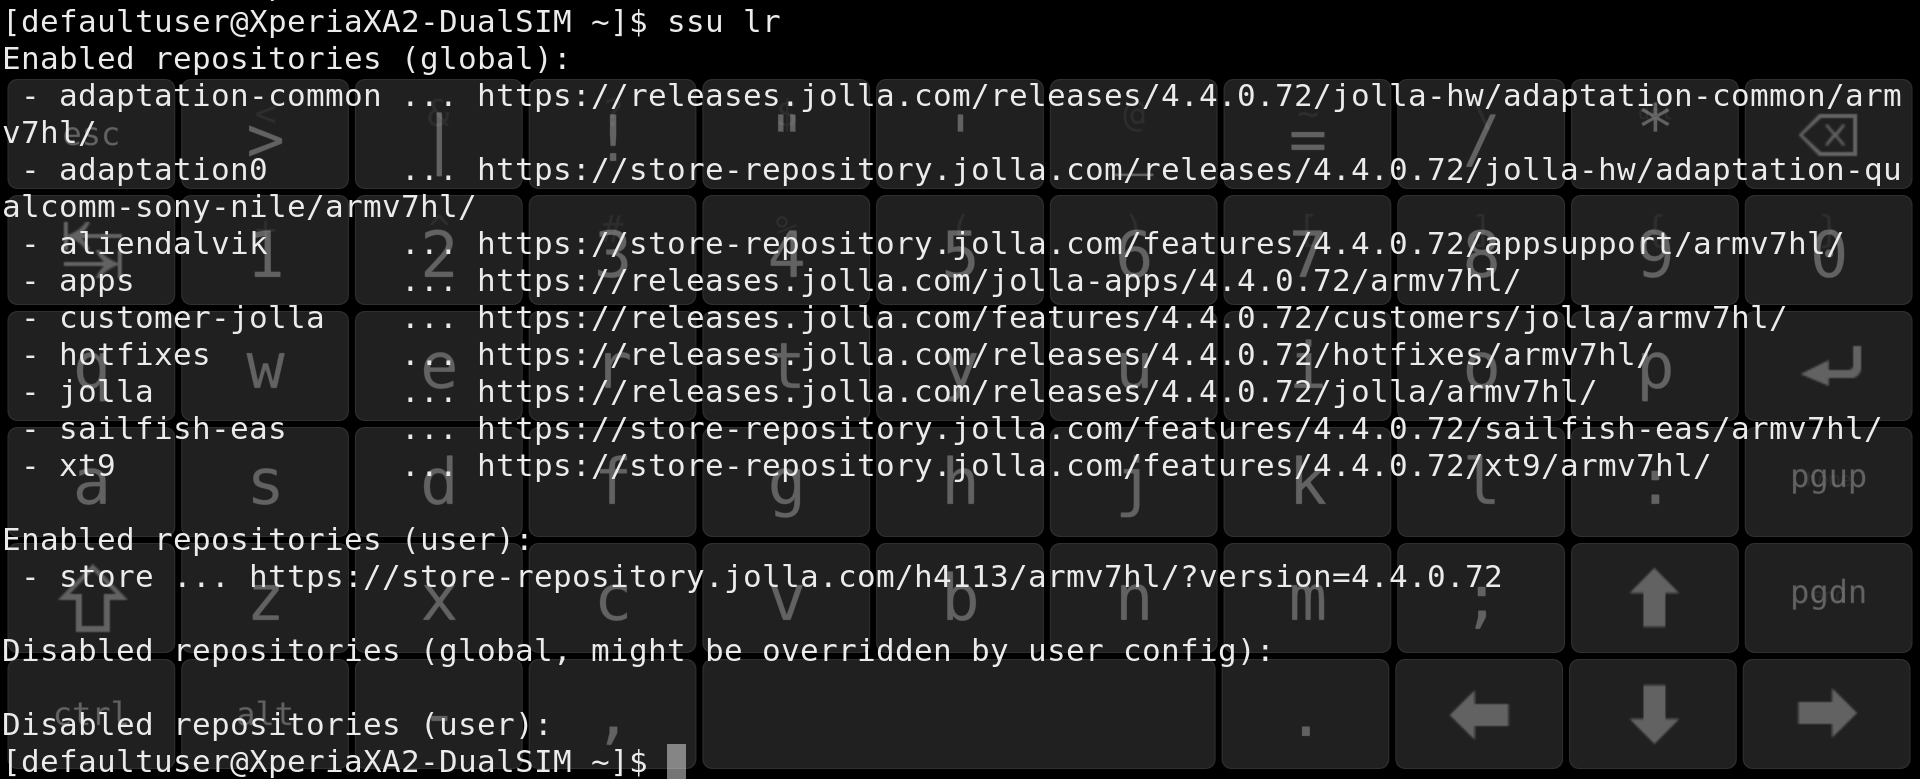 [defaultuser@XperiaXA2-DualSIM ~]$ ssu lr
Enabled repositories (global):
 - adaptation-common ... https://releases.jolla.com/releases/4.4.0.72/jolla-hw/adaptation-common/arm
v7hl/
 - adaptation0       ... https://store-repository.jolla.com/releases/4.4.0.72/jolla-hw/adaptation-qu
alcomm-sony-nile/armv7hl/
 - aliendalvik       ... https://store-repository.jolla.com/features/4.4.0.72/appsupport/armv7hl/
 - apps              ... https://releases.jolla.com/jolla-apps/4.4.0.72/armv7hl/
 - customer-jolla    ... https://releases.jolla.com/features/4.4.0.72/customers/jolla/armv7hl/
 - hotfixes          ... https://releases.jolla.com/releases/4.4.0.72/hotfixes/armv7hl/
 - jolla             ... https://releases.jolla.com/releases/4.4.0.72/jolla/armv7hl/
 - sailfish-eas      ... https://store-repository.jolla.com/features/4.4.0.72/sailfish-eas/armv7hl/
 - xt9               ... https://store-repository.jolla.com/features/4.4.0.72/xt9/armv7hl/
Enabled repositories (user):
 - store ... https://store-repository.jolla.com/h4113/armv7hl/?version=4.4.0.72
Disabled repositories (global, might be overridden by user config):
Disabled repositories (user):
[defaultuser@XperiaXA2-DualSIM ~]$
esc > | ! " ' _ = / *
1 2 3 4 5 6 7 8 9 0
q w e r t y u i o p
a s d f g h j k l : pgup
z x c v b n m ; pgdn
ctrl alt - , .